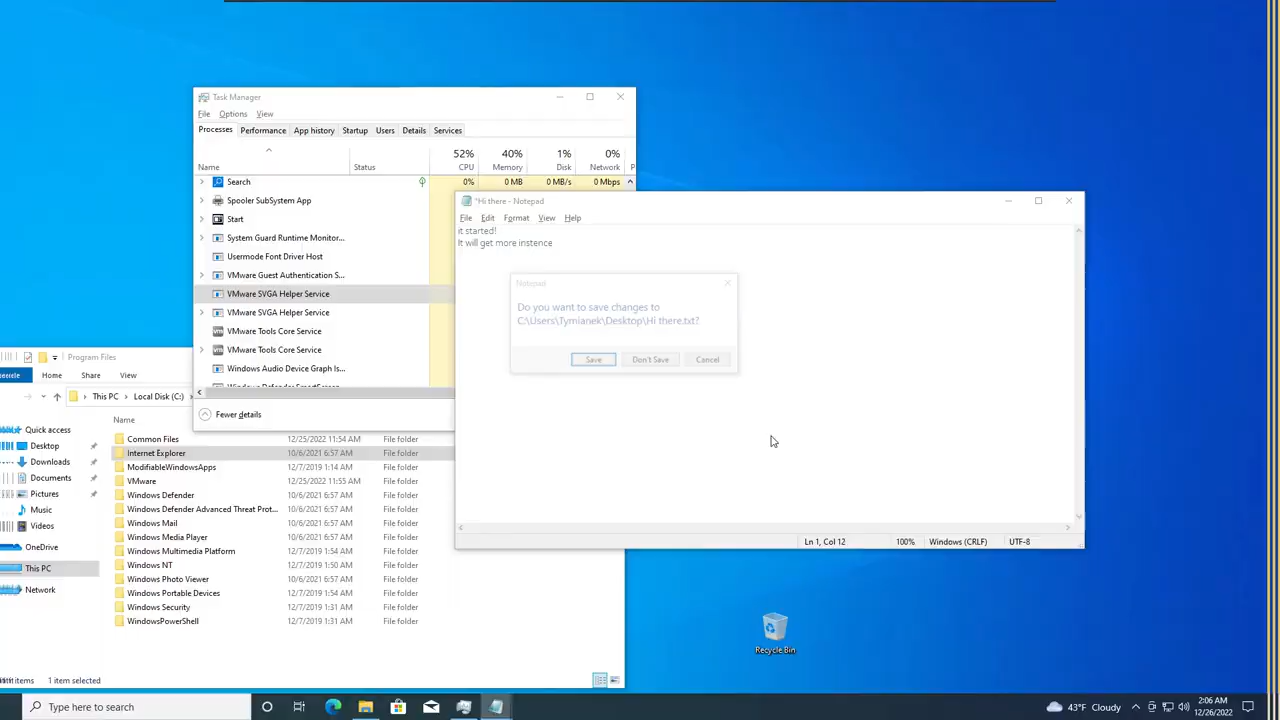 Task Manager
File Options View
Processes Performance App history Startup Users Details Services
52% 40% 1% 0%
Name Status CPU Memory Disk Network P
Search 0% 0 MB 0 MB/s 0 Mbps
Spooler SubSystem App
Start
System Guard Runtime Monitor...
Usermode Font Driver Host
VMware Guest Authentication S...
VMware SVGA Helper Service
VMware SVGA Helper Service
VMware Tools Core Service
VMware Tools Core Service
Windows Audio Device Graph Is...
Windows Defender SmartScreen
Fewer details
*Hi there - Notepad
File Edit Format View Help
it started!
It will get more instence
Notepad
Do you want to save changes to
C:\Users\Tymianek\Desktop\Hi there.txt?
Save Don't Save Cancel
Ln 1, Col 12 100% Windows (CRLF) UTF-8
Program Files
Home Share View
This PC Local Disk (C:)
Name
Quick access
Desktop
Downloads
Documents
Pictures
Music
Videos
OneDrive
This PC
Network
Common Files 12/25/2022 11:54 AM File folder
Internet Explorer 10/6/2021 6:57 AM File folder
ModifiableWindowsApps 12/7/2019 1:14 AM File folder
VMware 12/25/2022 11:55 AM File folder
Windows Defender 10/6/2021 6:57 AM File folder
Windows Defender Advanced Threat Prot... 10/6/2021 6:57 AM File folder
Windows Mail 10/6/2021 6:57 AM File folder
Windows Media Player 10/6/2021 6:57 AM File folder
Windows Multimedia Platform 12/7/2019 1:54 AM File folder
Windows NT 12/7/2019 1:50 AM File folder
Windows Photo Viewer 10/6/2021 6:57 AM File folder
Windows Portable Devices 12/7/2019 1:54 AM File folder
Windows Security 12/7/2019 1:31 AM File folder
WindowsPowerShell 12/7/2019 1:31 AM File folder
items 1 item selected
Recycle Bin
Type here to search
43°F Cloudy
2:06 AM
12/26/2022